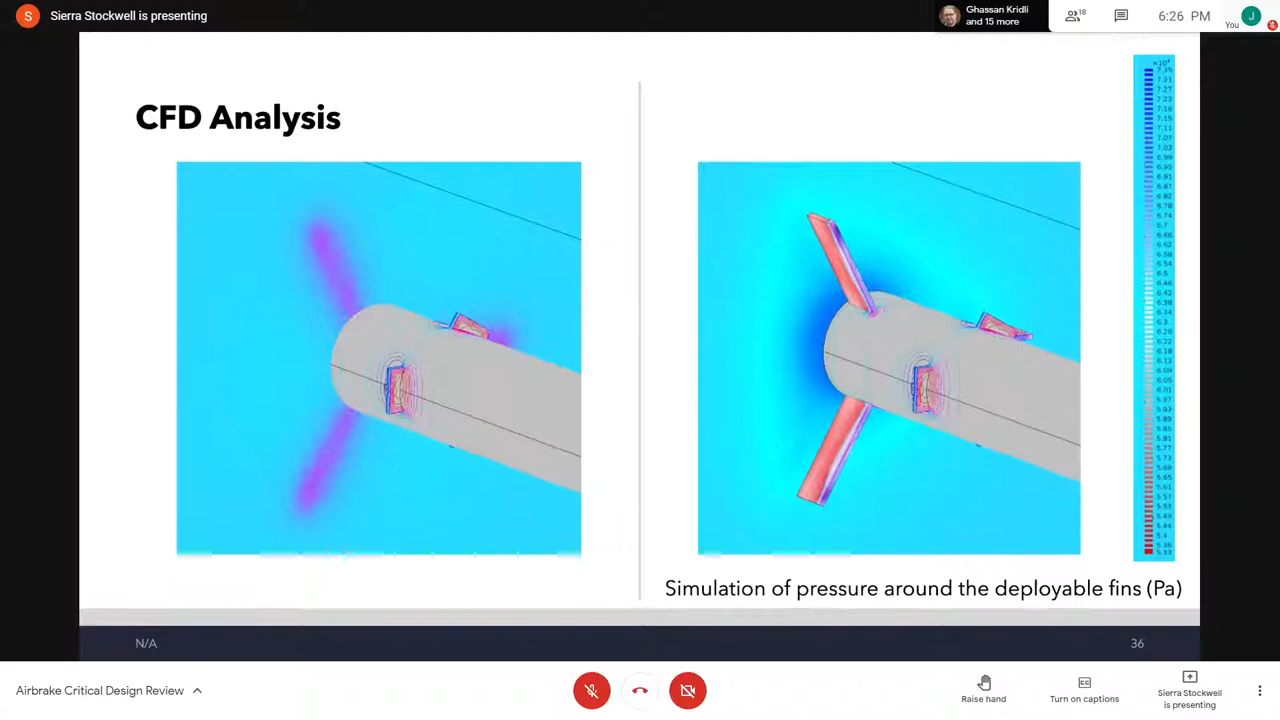 S Sierra Stockwell is presenting
Ghassan Kridli
and 15 more
18
6:26 PM
You
J
CFD Analysis
Simulation of pressure around the deployable fins (Pa)
N/A
36
Airbrake Critical Design Review
Raise hand
Turn on captions
Sierra Stockwell
is presenting